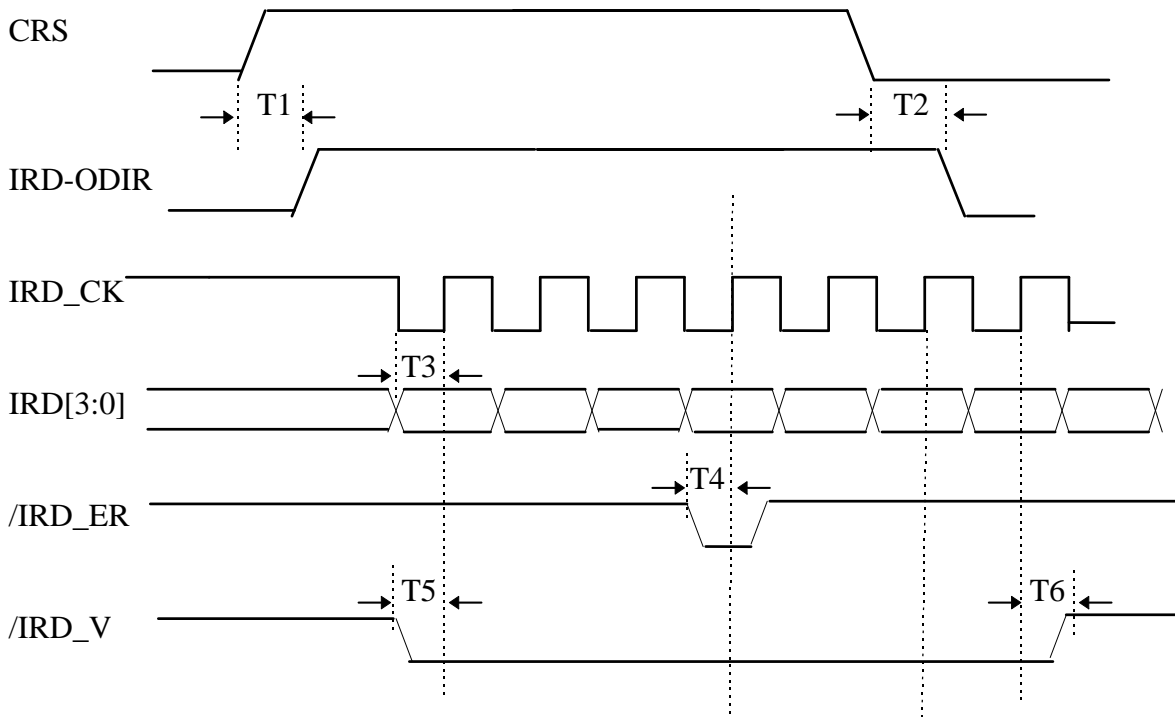 CRS
T1
T2
IRD-ODIR
IRD_CK
T3
IRD[3:0]
T4
/IRD_ER
T5
T6
/IRD_V